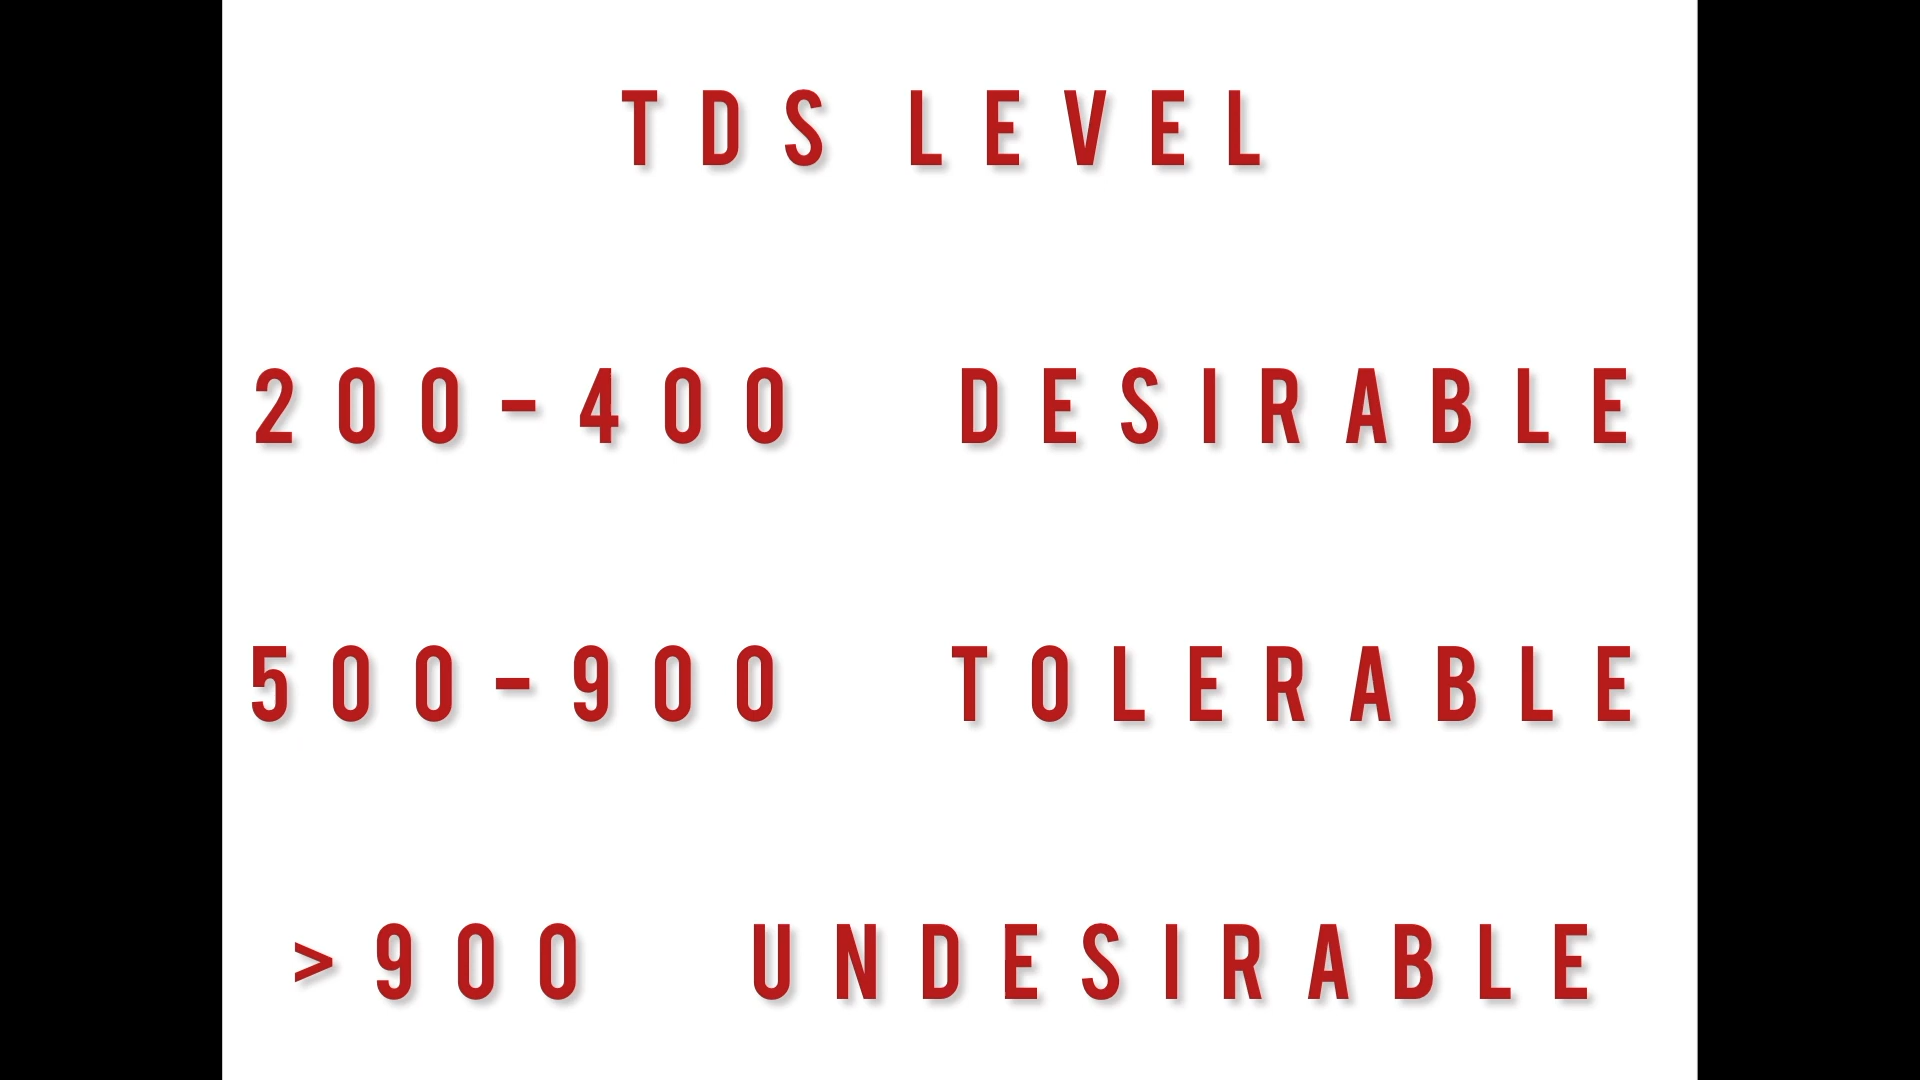 TDS LEVEL
200-400 DESIRABLE
500-900 TOLERABLE
>900 UNDESIRABLE